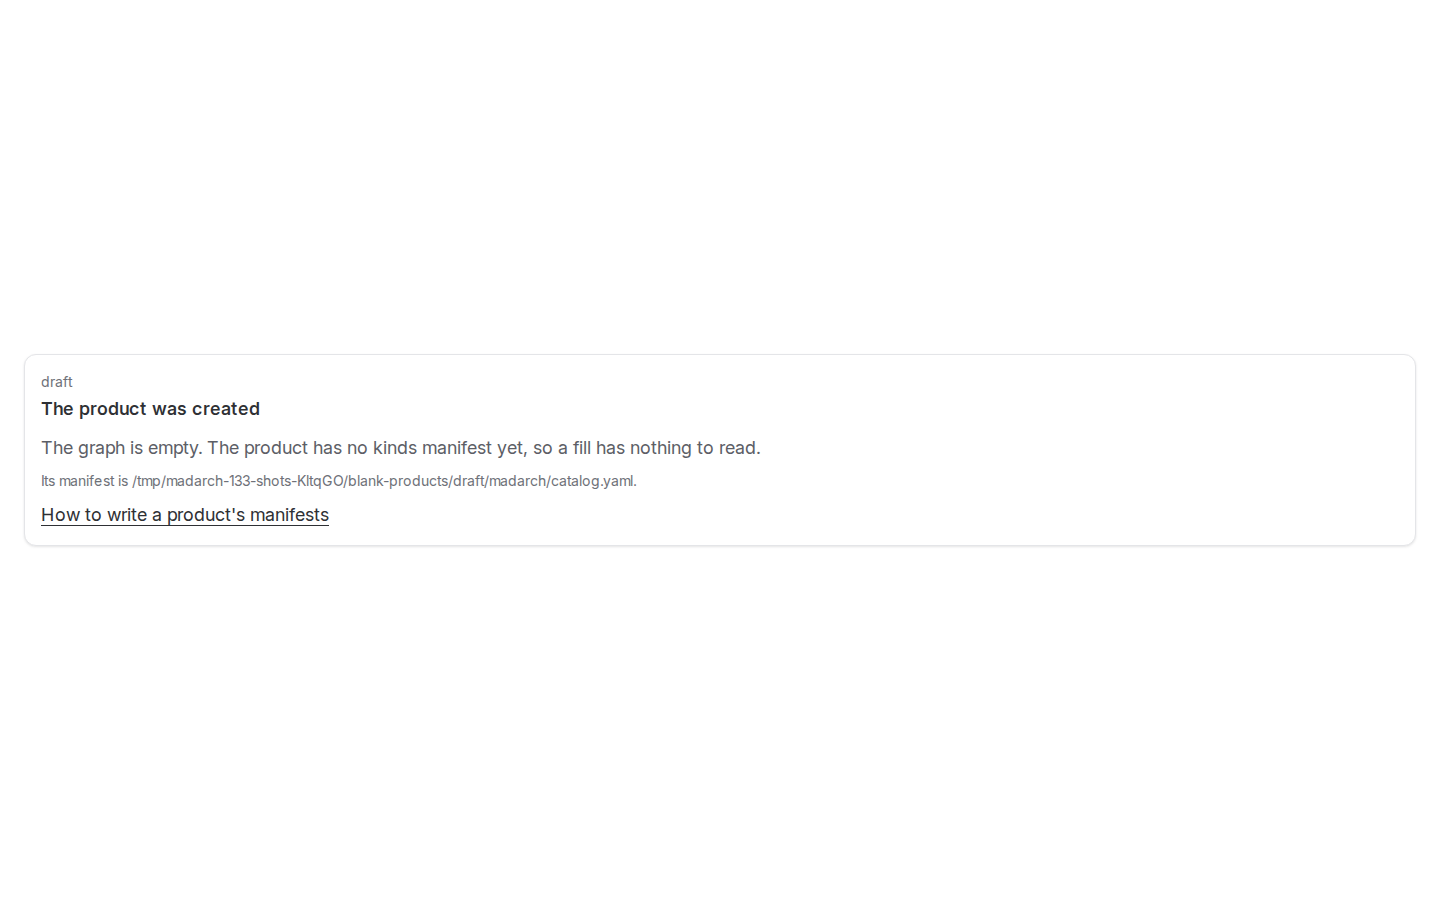 draft
The product was created
The graph is empty. The product has no kinds manifest yet, so a fill has nothing to read.
Its manifest is /tmp/madarch-133-shots-KltqGO/blank-products/draft/madarch/catalog.yaml.
How to write a product's manifests